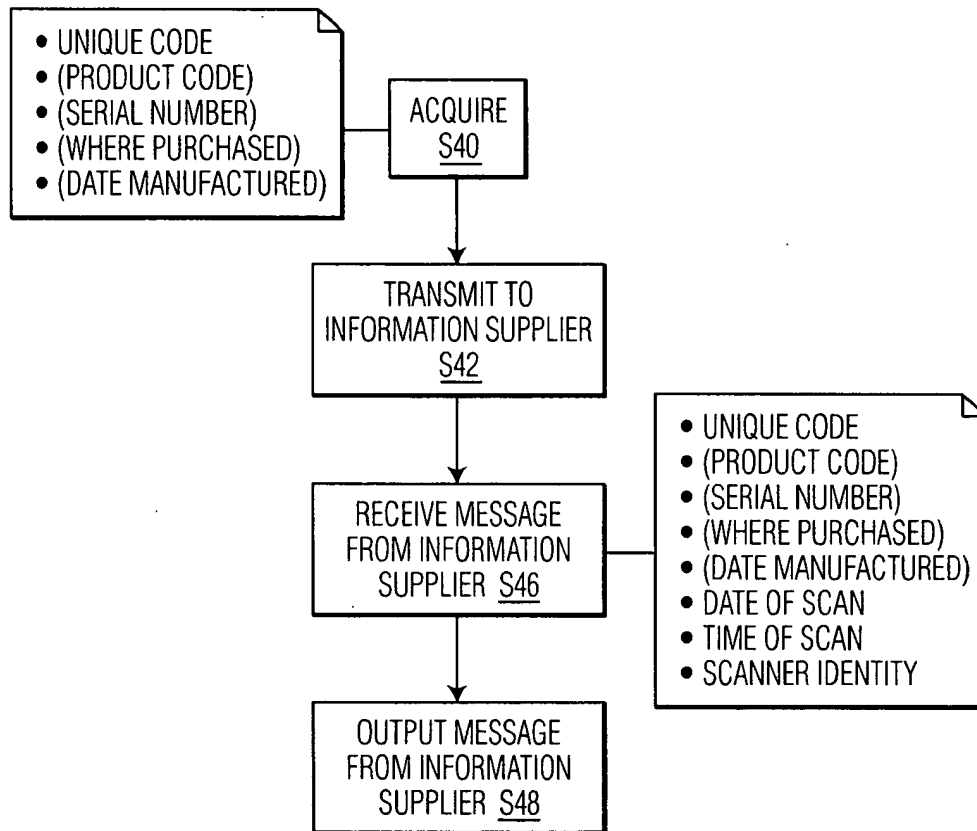 • UNIQUE CODE
• (PRODUCT CODE)
• (SERIAL NUMBER)
• (WHERE PURCHASED)
• (DATE MANUFACTURED)
ACQUIRE
S40
TRANSMIT TO
INFORMATION SUPPLIER
S42
RECEIVE MESSAGE
FROM INFORMATION
SUPPLIER S46
• UNIQUE CODE
• (PRODUCT CODE)
• (SERIAL NUMBER)
• (WHERE PURCHASED)
• (DATE MANUFACTURED)
• DATE OF SCAN
• TIME OF SCAN
• SCANNER IDENTITY
OUTPUT MESSAGE
FROM INFORMATION
SUPPLIER S48